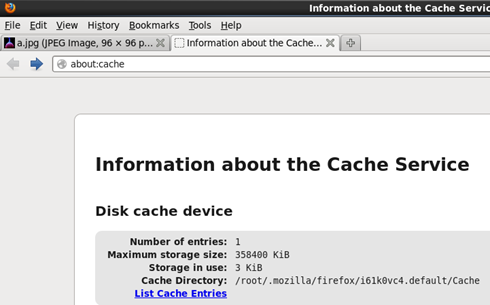 Information about the Cache Servic
File Edit View History Bookmarks Tools Help
a.jpg (JPEG Image, 96 × 96 p... Information about the Cache...
about:cache
Information about the Cache Service
Disk cache device
Number of entries: 1
Maximum storage size: 358400 KiB
Storage in use: 3 KiB
Cache Directory: /root/.mozilla/firefox/i61k0vc4.default/Cache
List Cache Entries